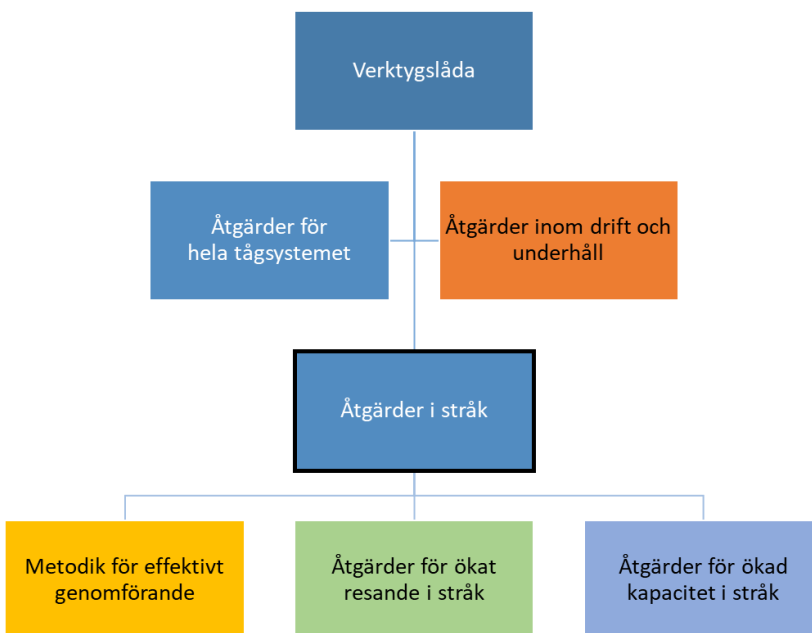 Verktygslåda
Åtgärder för
hela tågsystemet
Åtgärder inom drift och
underhåll
Åtgärder i stråk
Metodik för effektivt
genomförande
Åtgärder för ökat
resande i stråk
Åtgärder för ökad
kapacitet i stråk